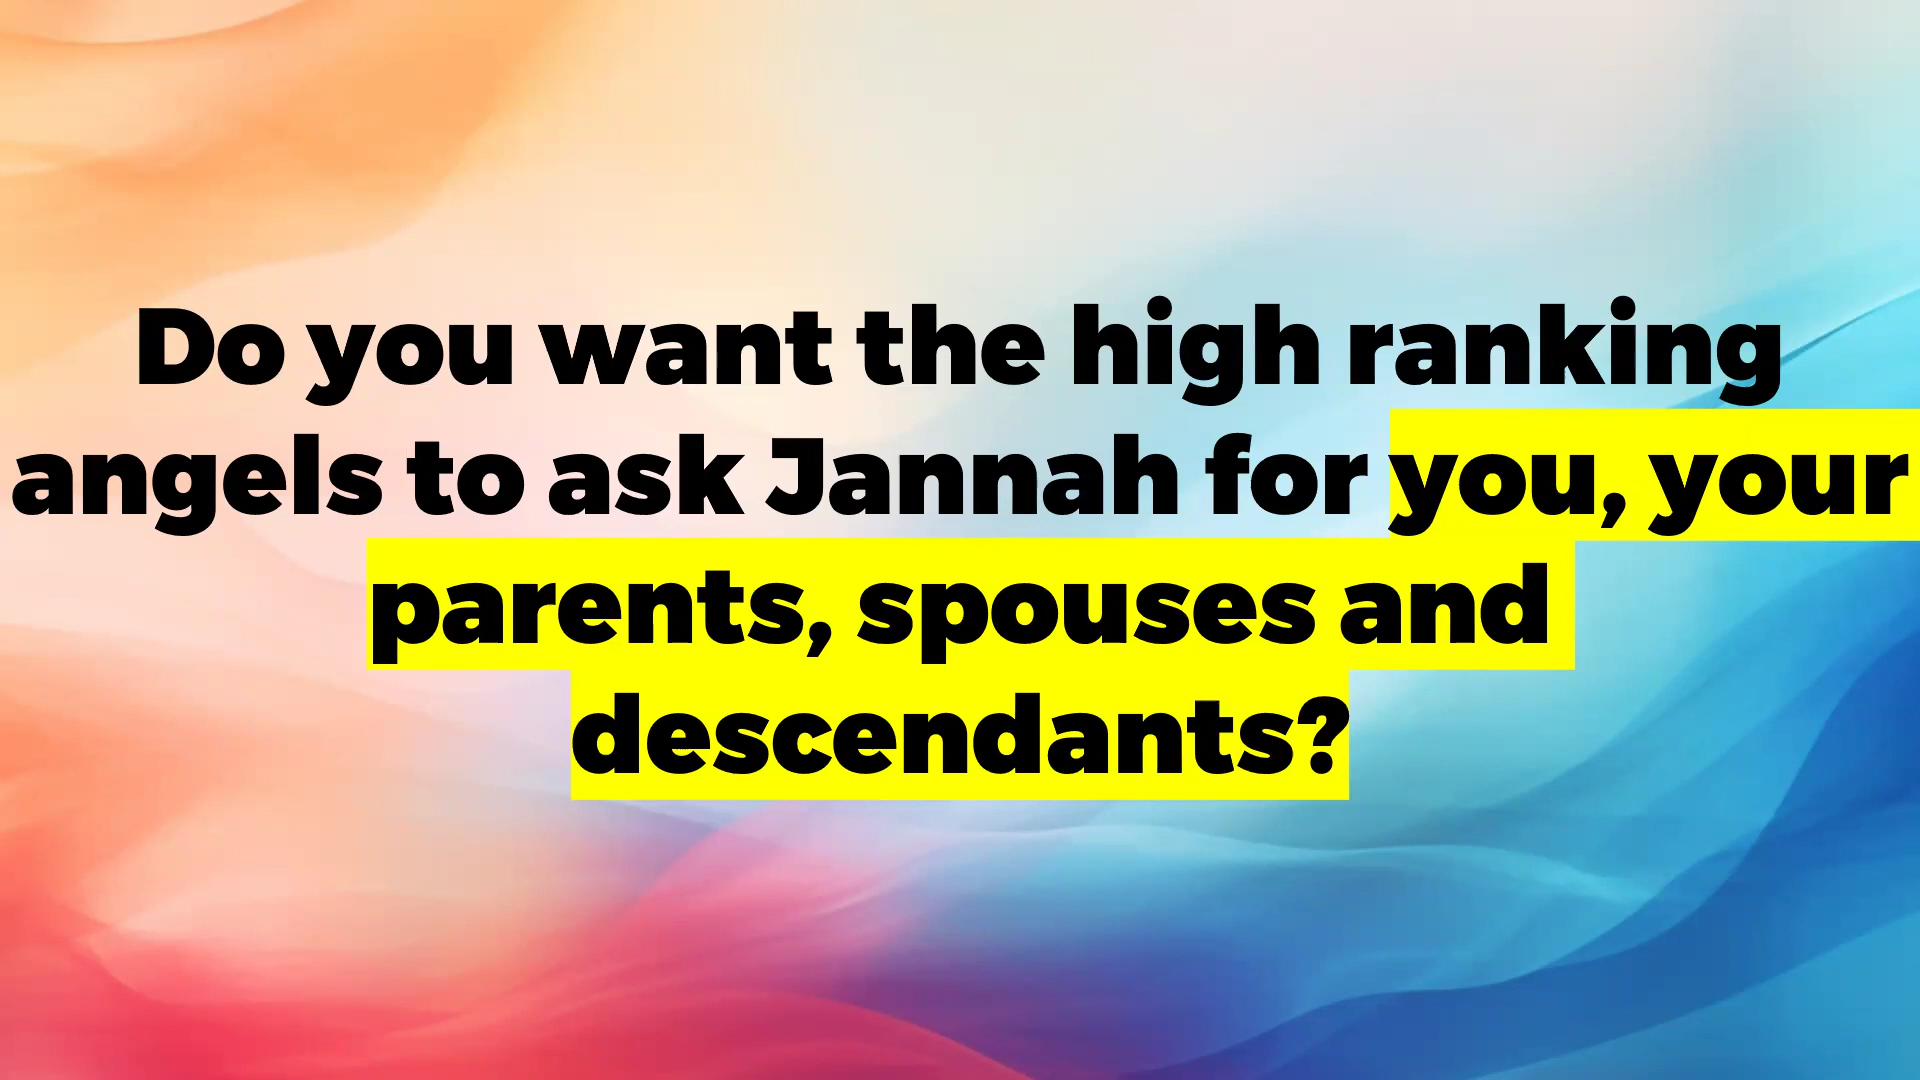 Do you want the high ranking
angels to ask Jannah for you, your
parents, spouses and
descendants?